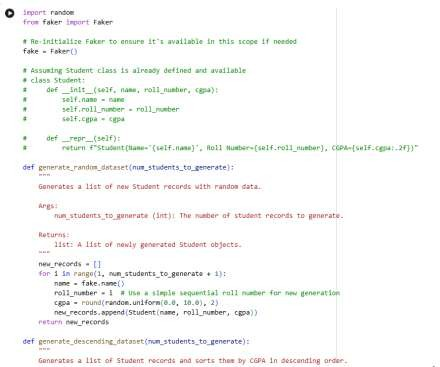 import random
from faker import Faker
# Re-initialize Faker to ensure it's available in this scope if needed
fake = Faker()
# Assuming Student class is already defined and available
# class Student:
#     def __init__(self, name, roll_number, cgpa):
#         self.name = name
#         self.roll_number = roll_number
#         self.cgpa = cgpa
#     def __repr__(self):
#         return f"Student(Name='{self.name}', Roll Number={self.roll_number}, CGPA={self.cgpa:.2f})"
def generate_random_dataset(num_students_to_generate):
    """
    Generates a list of new Student records with random data.
    Args:
        num_students_to_generate (int): The number of student records to generate.
    Returns:
        list: A list of newly generated Student objects.
    """
    new_records = []
    for i in range(1, num_students_to_generate + 1):
        name = fake.name()
        roll_number = i  # Use a simple sequential roll number for new generation
        cgpa = round(random.uniform(0.0, 10.0), 2)
        new_records.append(Student(name, roll_number, cgpa))
    return new_records
def generate_descending_dataset(num_students_to_generate):
    """
    Generates a list of Student records and sorts them by CGPA in descending order.